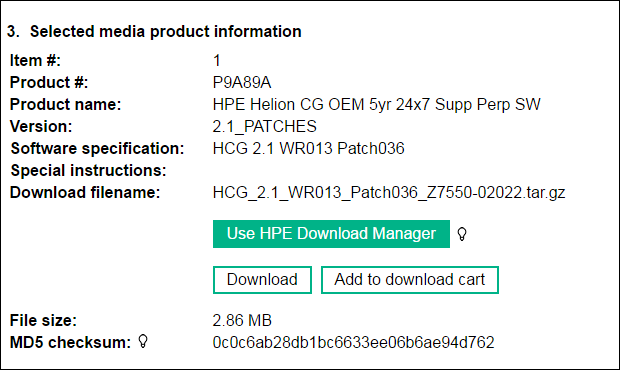 3. Selected media product information
Item #: 1
Product #: P9A89A
Product name: HPE Helion CG OEM 5yr 24x7 Supp Perp SW
Version: 2.1_PATCHES
Software specification: HCG 2.1 WR013 Patch036
Special instructions:
Download filename: HCG_2.1_WR013_Patch036_Z7550-02022.tar.gz
Use HPE Download Manager
Download Add to download cart
File size: 2.86 MB
MD5 checksum: 0c0c6ab28db1bc6633ee06b6ae94d762